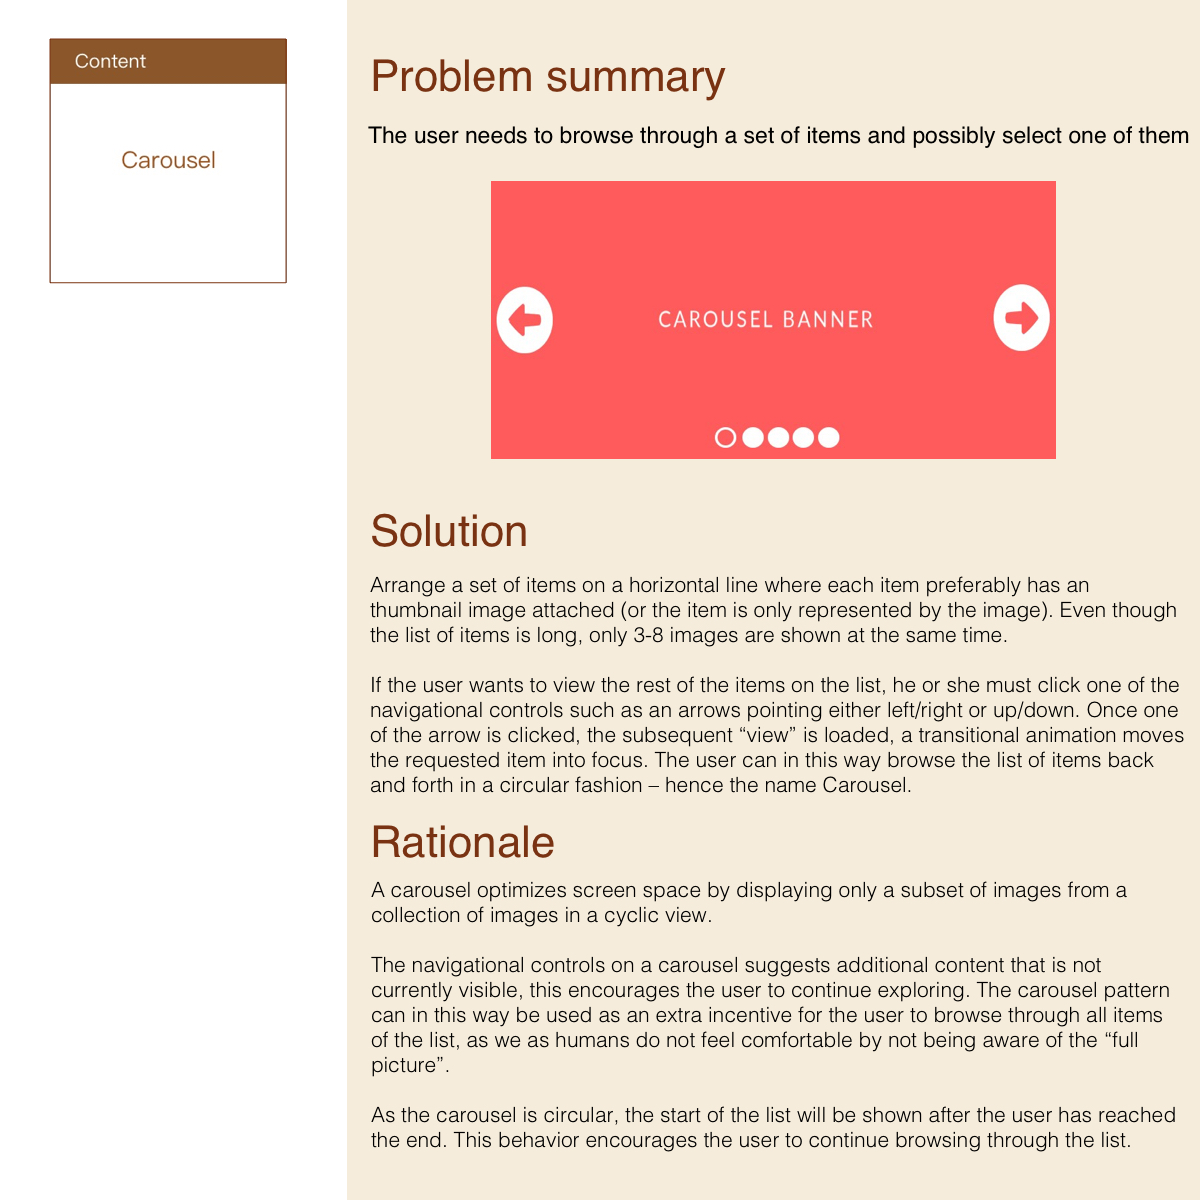 Content
Carousel
Problem summary
The user needs to browse through a set of items and possibly select one of them
CAROUSEL BANNER
Solution
Arrange a set of items on a horizontal line where each item preferably has an
thumbnail image attached (or the item is only represented by the image). Even though
the list of items is long, only 3-8 images are shown at the same time.
If the user wants to view the rest of the items on the list, he or she must click one of the
navigational controls such as an arrows pointing either left/right or up/down. Once one
of the arrow is clicked, the subsequent “view” is loaded, a transitional animation moves
the requested item into focus. The user can in this way browse the list of items back
and forth in a circular fashion – hence the name Carousel.
Rationale
A carousel optimizes screen space by displaying only a subset of images from a
collection of images in a cyclic view.
The navigational controls on a carousel suggests additional content that is not
currently visible, this encourages the user to continue exploring. The carousel pattern
can in this way be used as an extra incentive for the user to browse through all items
of the list, as we as humans do not feel comfortable by not being aware of the “full
picture”.
As the carousel is circular, the start of the list will be shown after the user has reached
the end. This behavior encourages the user to continue browsing through the list.